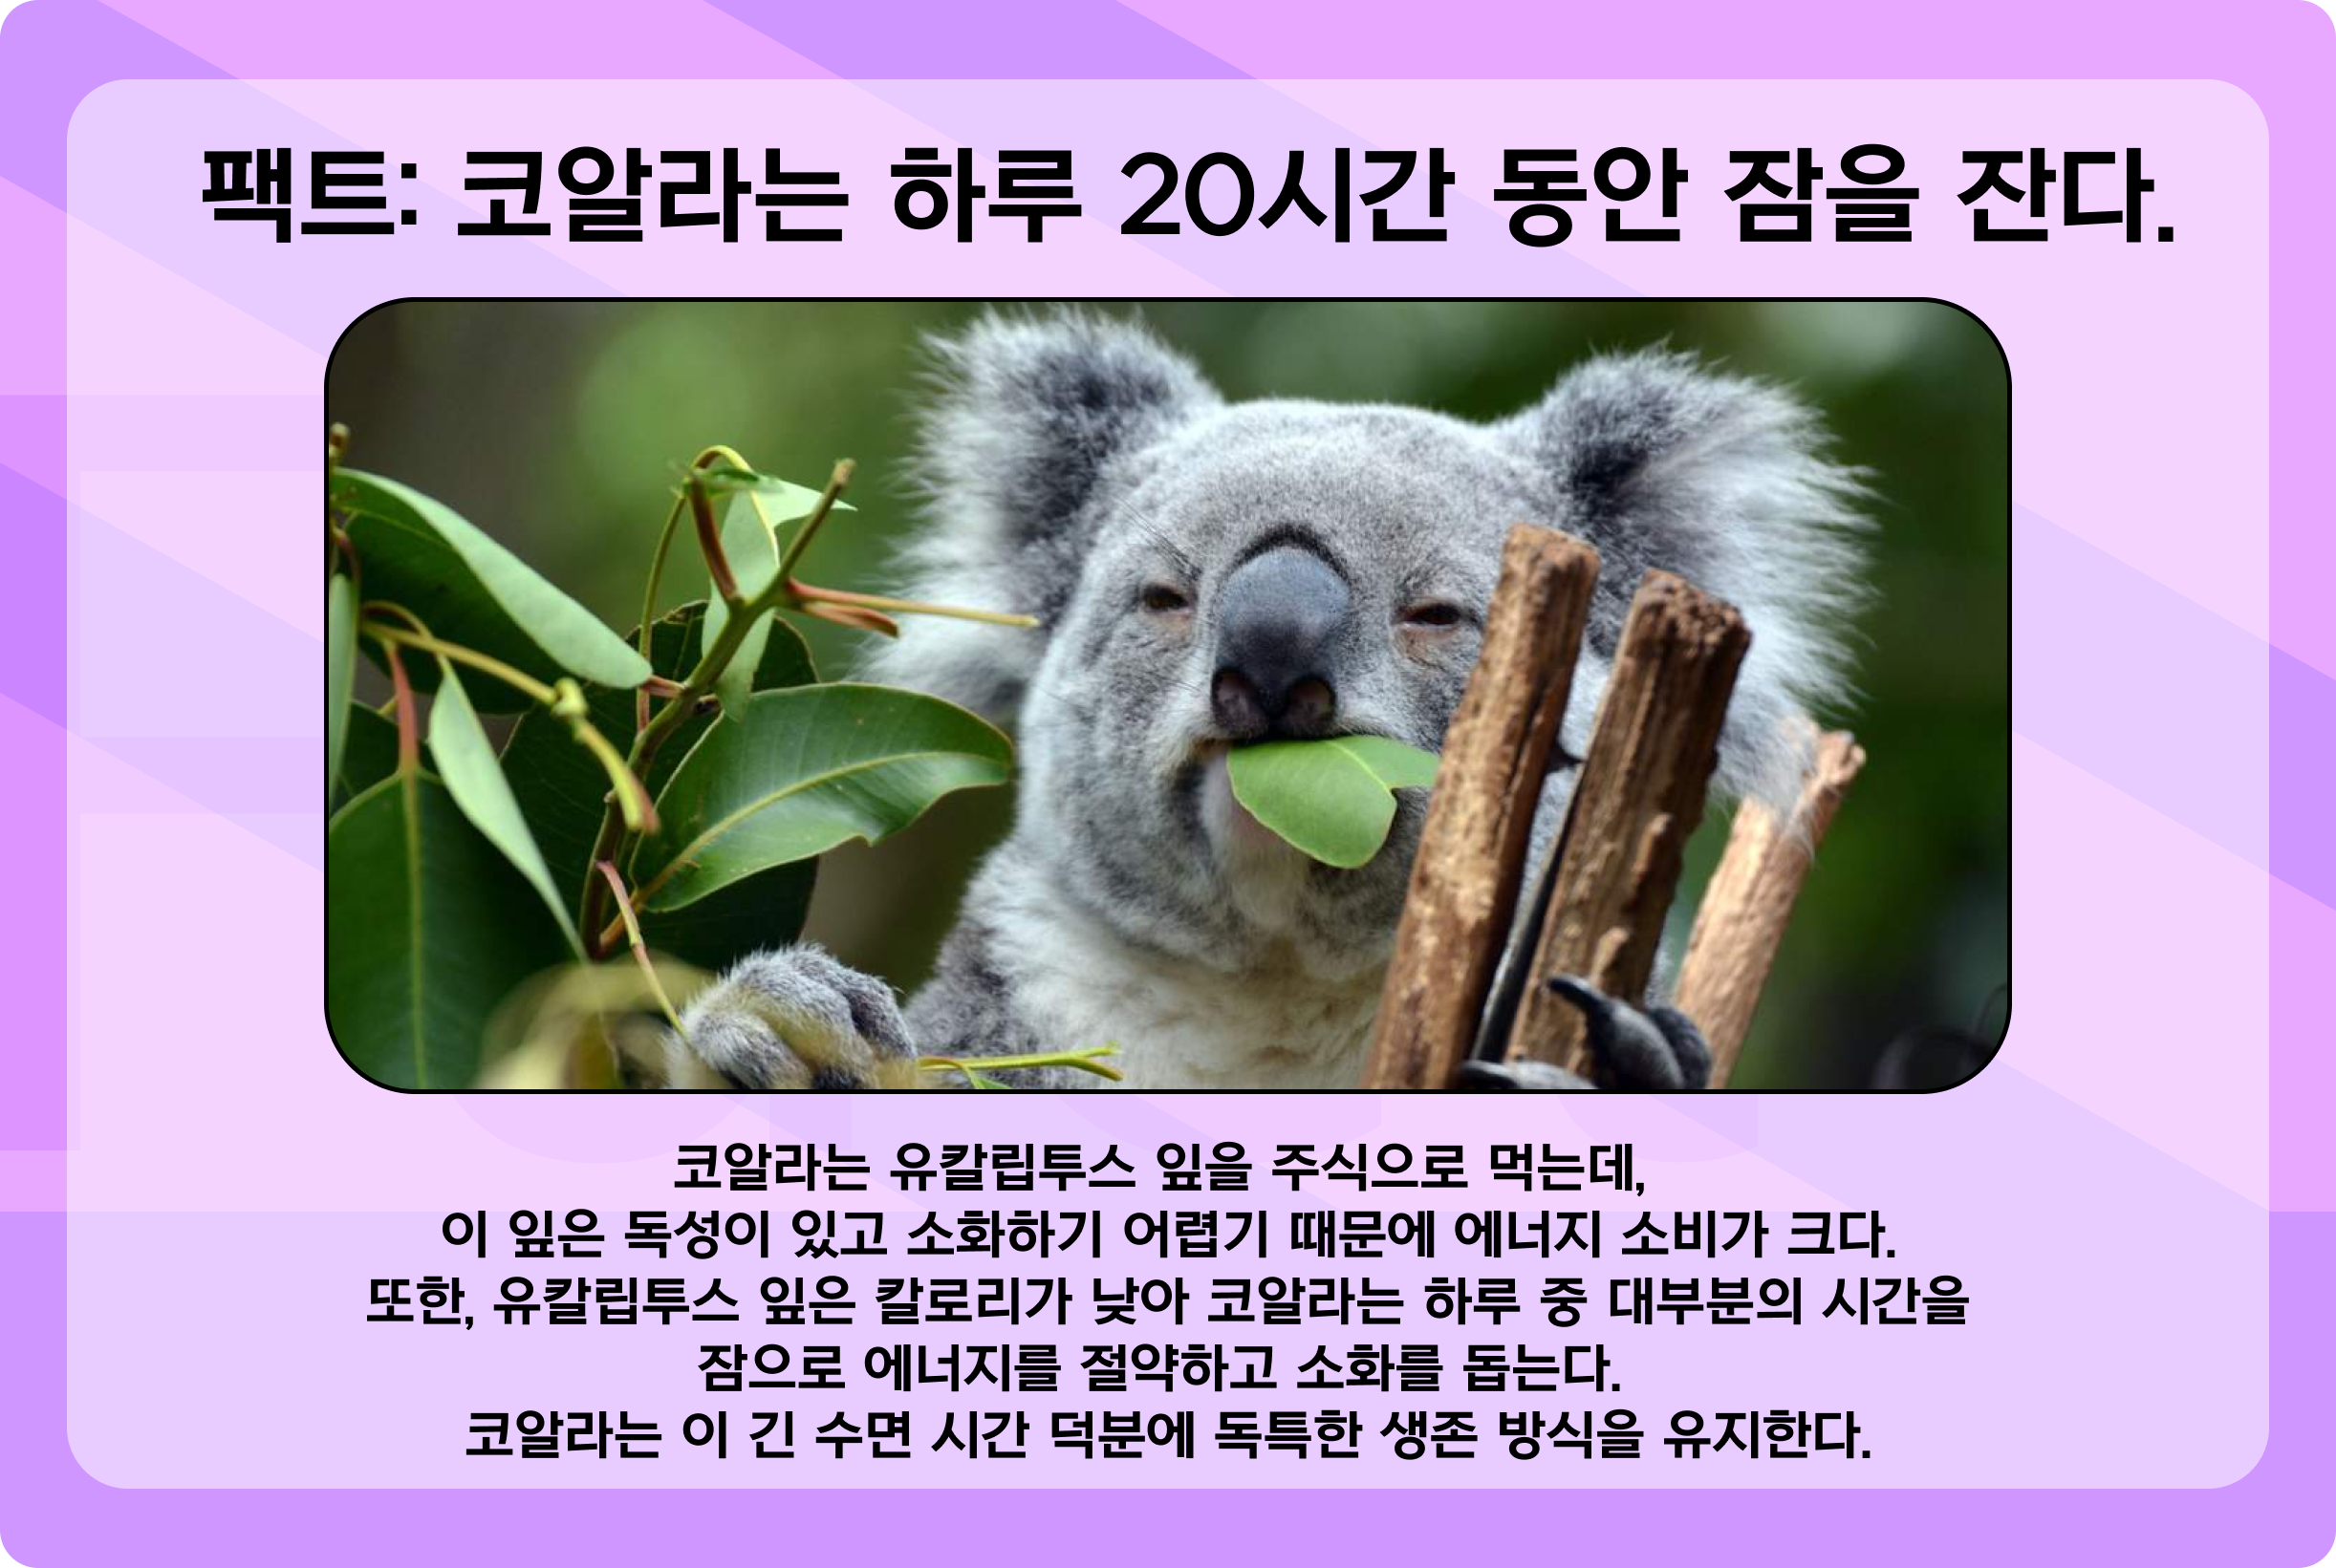 팩트: 코알라는 하루 20시간 동안 잠을 잔다.
코알라는 유칼립투스 잎을 주식으로 먹는데,
이 잎은 독성이 있고 소화하기 어렵기 때문에 에너지 소비가 크다.
또한, 유칼립투스 잎은 칼로리가 낮아 코알라는 하루 중 대부분의 시간을
잠으로 에너지를 절약하고 소화를 돕는다.
코알라는 이 긴 수면 시간 덕분에 독특한 생존 방식을 유지한다.